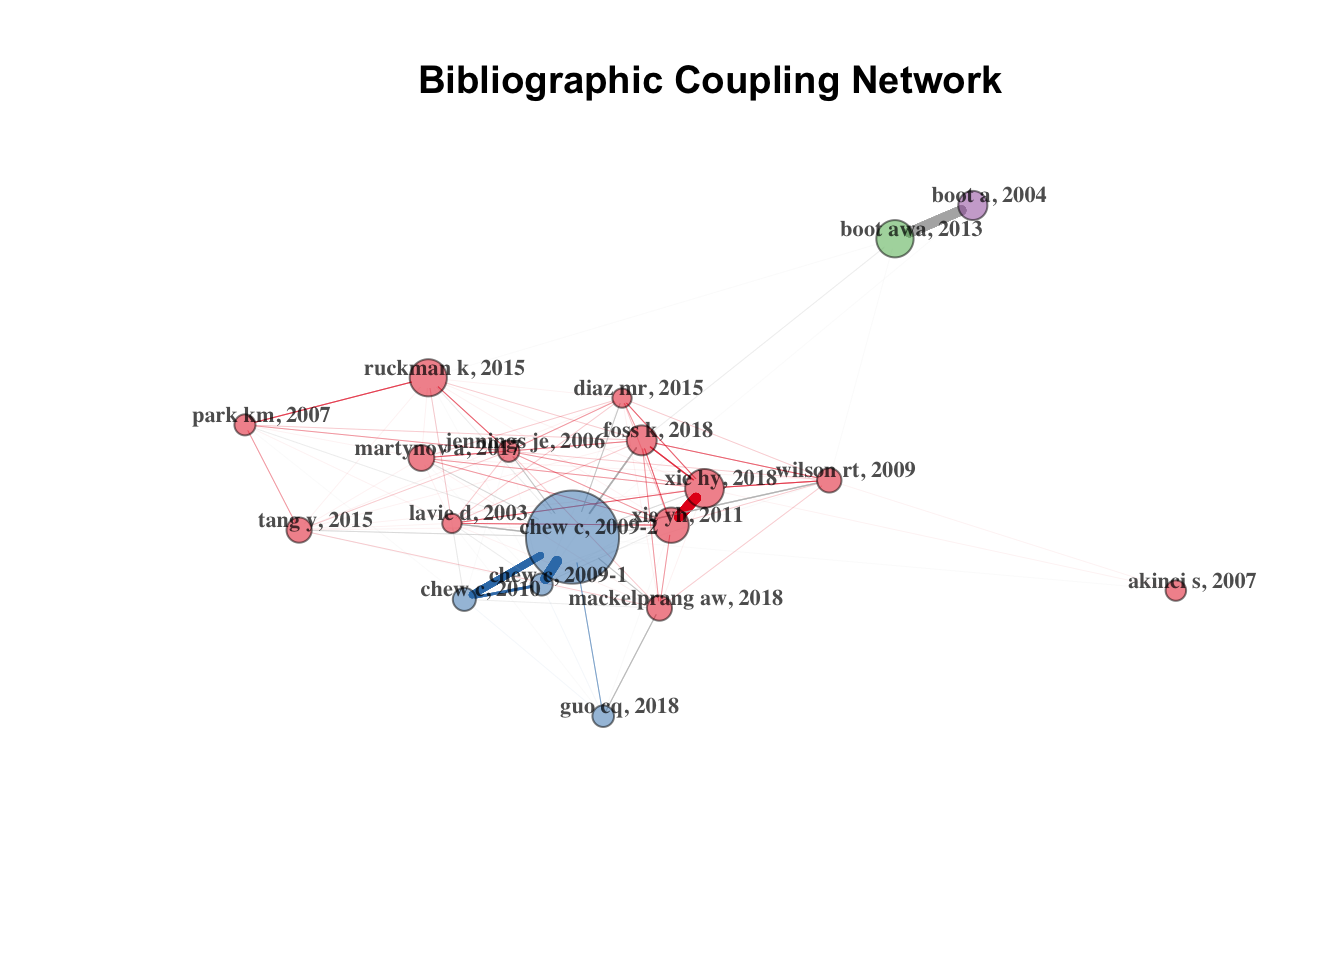 Bibliographic Coupling Network
boot a, 2004
boot awa, 2013
ruckman k, 2015
diaz mr, 2015
park km, 2007
foss k, 2018
jennings je, 2006
martynov a, 2017
wilson rt, 2009
xie hy, 2018
lavie d, 2003
xie yh, 2011
tang y, 2015
chew c, 2009-2
chew c, 2009-1
akinci s, 2007
chew c, 2010
mackelprang aw, 2018
guo cq, 2018